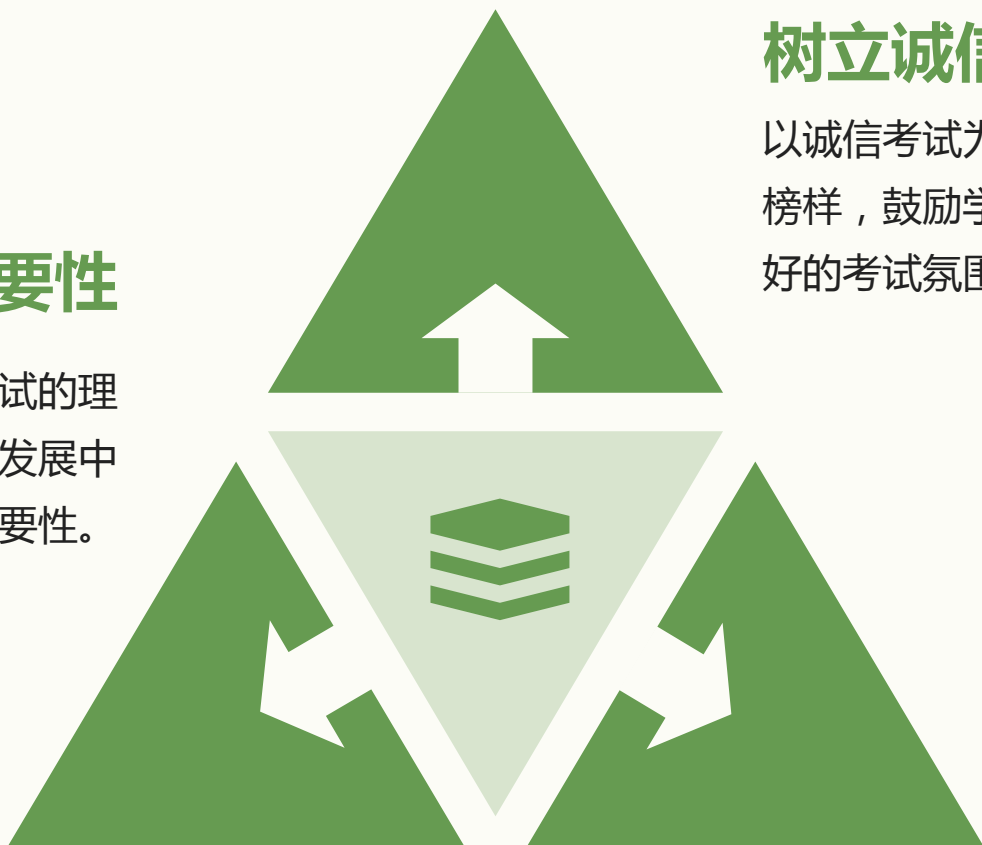 要性
试的理
发展中
要性。
树立诚信
以诚信考试为
榜样，鼓励学
好的考试氛围